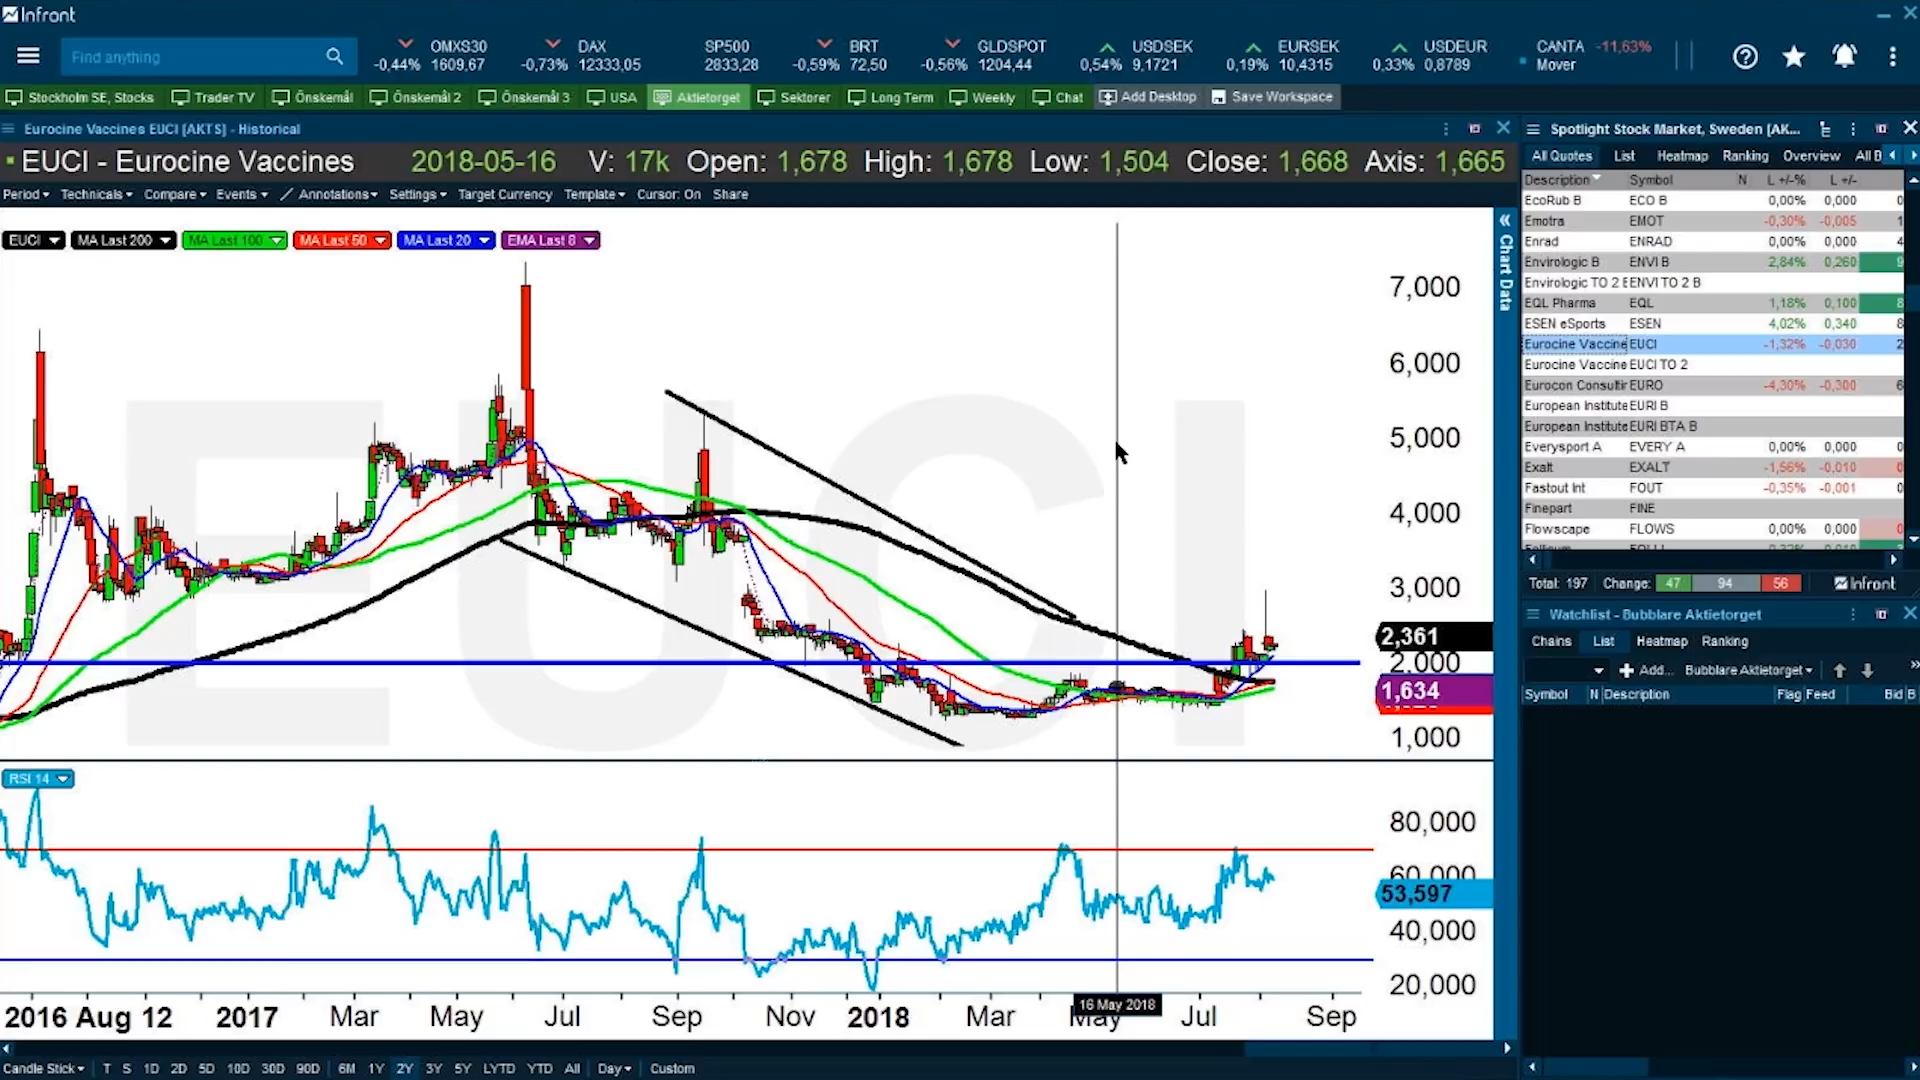 Infront
Find anything
OMXS30 -0,44% 1609,67
DAX -0,73% 12333,05
SP500 2833,28
BRT -0,59% 72,50
GLDSPOT -0,56% 1204,44
USDSEK 0,54% 9,1721
EURSEK 0,19% 10,4315
USDEUR 0,33% 0,8789
CANTA -11,63% Mover
Stockholm SE, Stocks Trader TV Önskemål Önskemål 2 Önskemål 3 USA Aktietorget Sektorer Long Term Weekly Chat Add Desktop Save Workspace
Eurocine Vaccines EUCI [AKTS] - Historical
EUCI - Eurocine Vaccines 2018-05-16 V: 17k Open: 1,678 High: 1,678 Low: 1,504 Close: 1,668 Axis: 1,665
Period Technicals Compare Events Annotations Settings Target Currency Template Cursor: On Share
EUCI MA Last 200 MA Last 100 MA Last 50 MA Last 20 EMA Last 8
EUCI
Chart Data
7,000
6,000
5,000
4,000
3,000
2,361
2,000
1,634
1,000
RSI 14
80,000
60,000
53,597
40,000
20,000
16 May 2018
2016 Aug 12 2017 Mar May Jul Sep Nov 2018 Mar May Jul Sep
Candle Stick T S 1D 2D 5D 10D 30D 90D 6M 1Y 2Y 3Y 5Y LYTD YTD All Day Custom
Spotlight Stock Market, Sweden [AK...
All Quotes List Heatmap Ranking Overview All B
Description Symbol N L +/-% L +/-
EcoRub B ECO B 0,00% 0,000 0
Emotra EMOT -0,30% -0,005 1
Enrad ENRAD 0,00% 0,000 4
Envirologic B ENVI B 2,84% 0,260 9
Envirologic TO 2 E ENVI TO 2 B
EQL Pharma EQL 1,18% 0,100 8
ESEN eSports ESEN 4,02% 0,340 8
Eurocine Vaccine EUCI -1,32% -0,030 2
Eurocine Vaccine EUCI TO 2
Eurocon Consultin EURO -4,30% -0,300 6
European Institute EURI B
European Institute EURI BTA B
Everysport A EVERY A 0,00% 0,000 0
Exalt EXALT -1,56% -0,010 0
Fastout Int FOUT -0,35% -0,001 0
Finepart FINE
Flowscape FLOWS 0,00% 0,000 0
Total: 197 Change: 47 94 56 Infront
Watchlist - Bubblare Aktietorget
Chains List Heatmap Ranking
Add... Bubblare Aktietorget
Symbol N Description Flag Feed Bid B